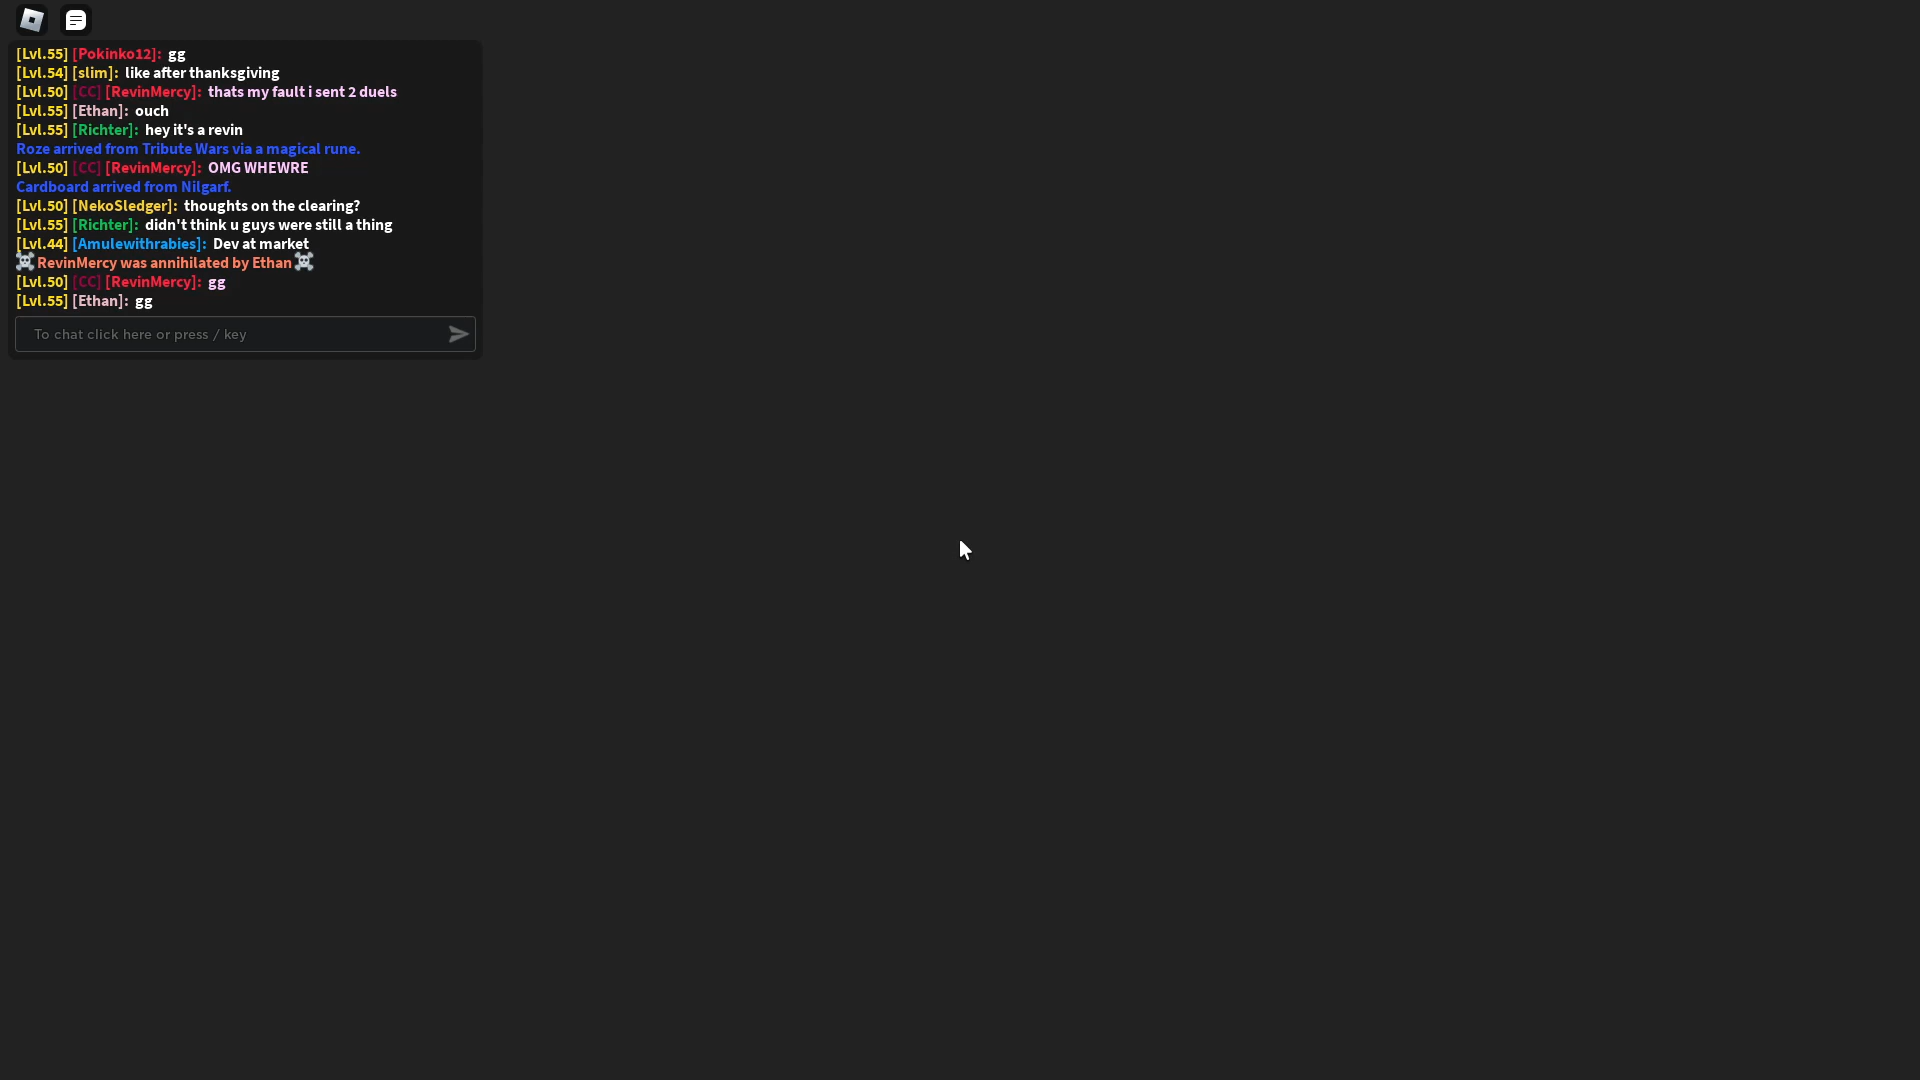 [Lvl.55] [Pokinko12]: gg
[Lvl.54] [slim]: like after thanksgiving
[Lvl.50] [CC] [RevinMercy]: thats my fault i sent 2 duels
[Lvl.55] [Ethan]: ouch
[Lvl.55] [Richter]: hey it's a revin
Roze arrived from Tribute Wars via a magical rune.
[Lvl.50] [CC] [RevinMercy]: OMG WHEWRE
Cardboard arrived from Nilgarf.
[Lvl.50] [NekoSledger]: thoughts on the clearing?
[Lvl.55] [Richter]: didn't think u guys were still a thing
[Lvl.44] [Amulewithrabies]: Dev at market
☠️RevinMercy was annihilated by Ethan☠️
[Lvl.50] [CC] [RevinMercy]: gg
[Lvl.55] [Ethan]: gg
To chat click here or press / key